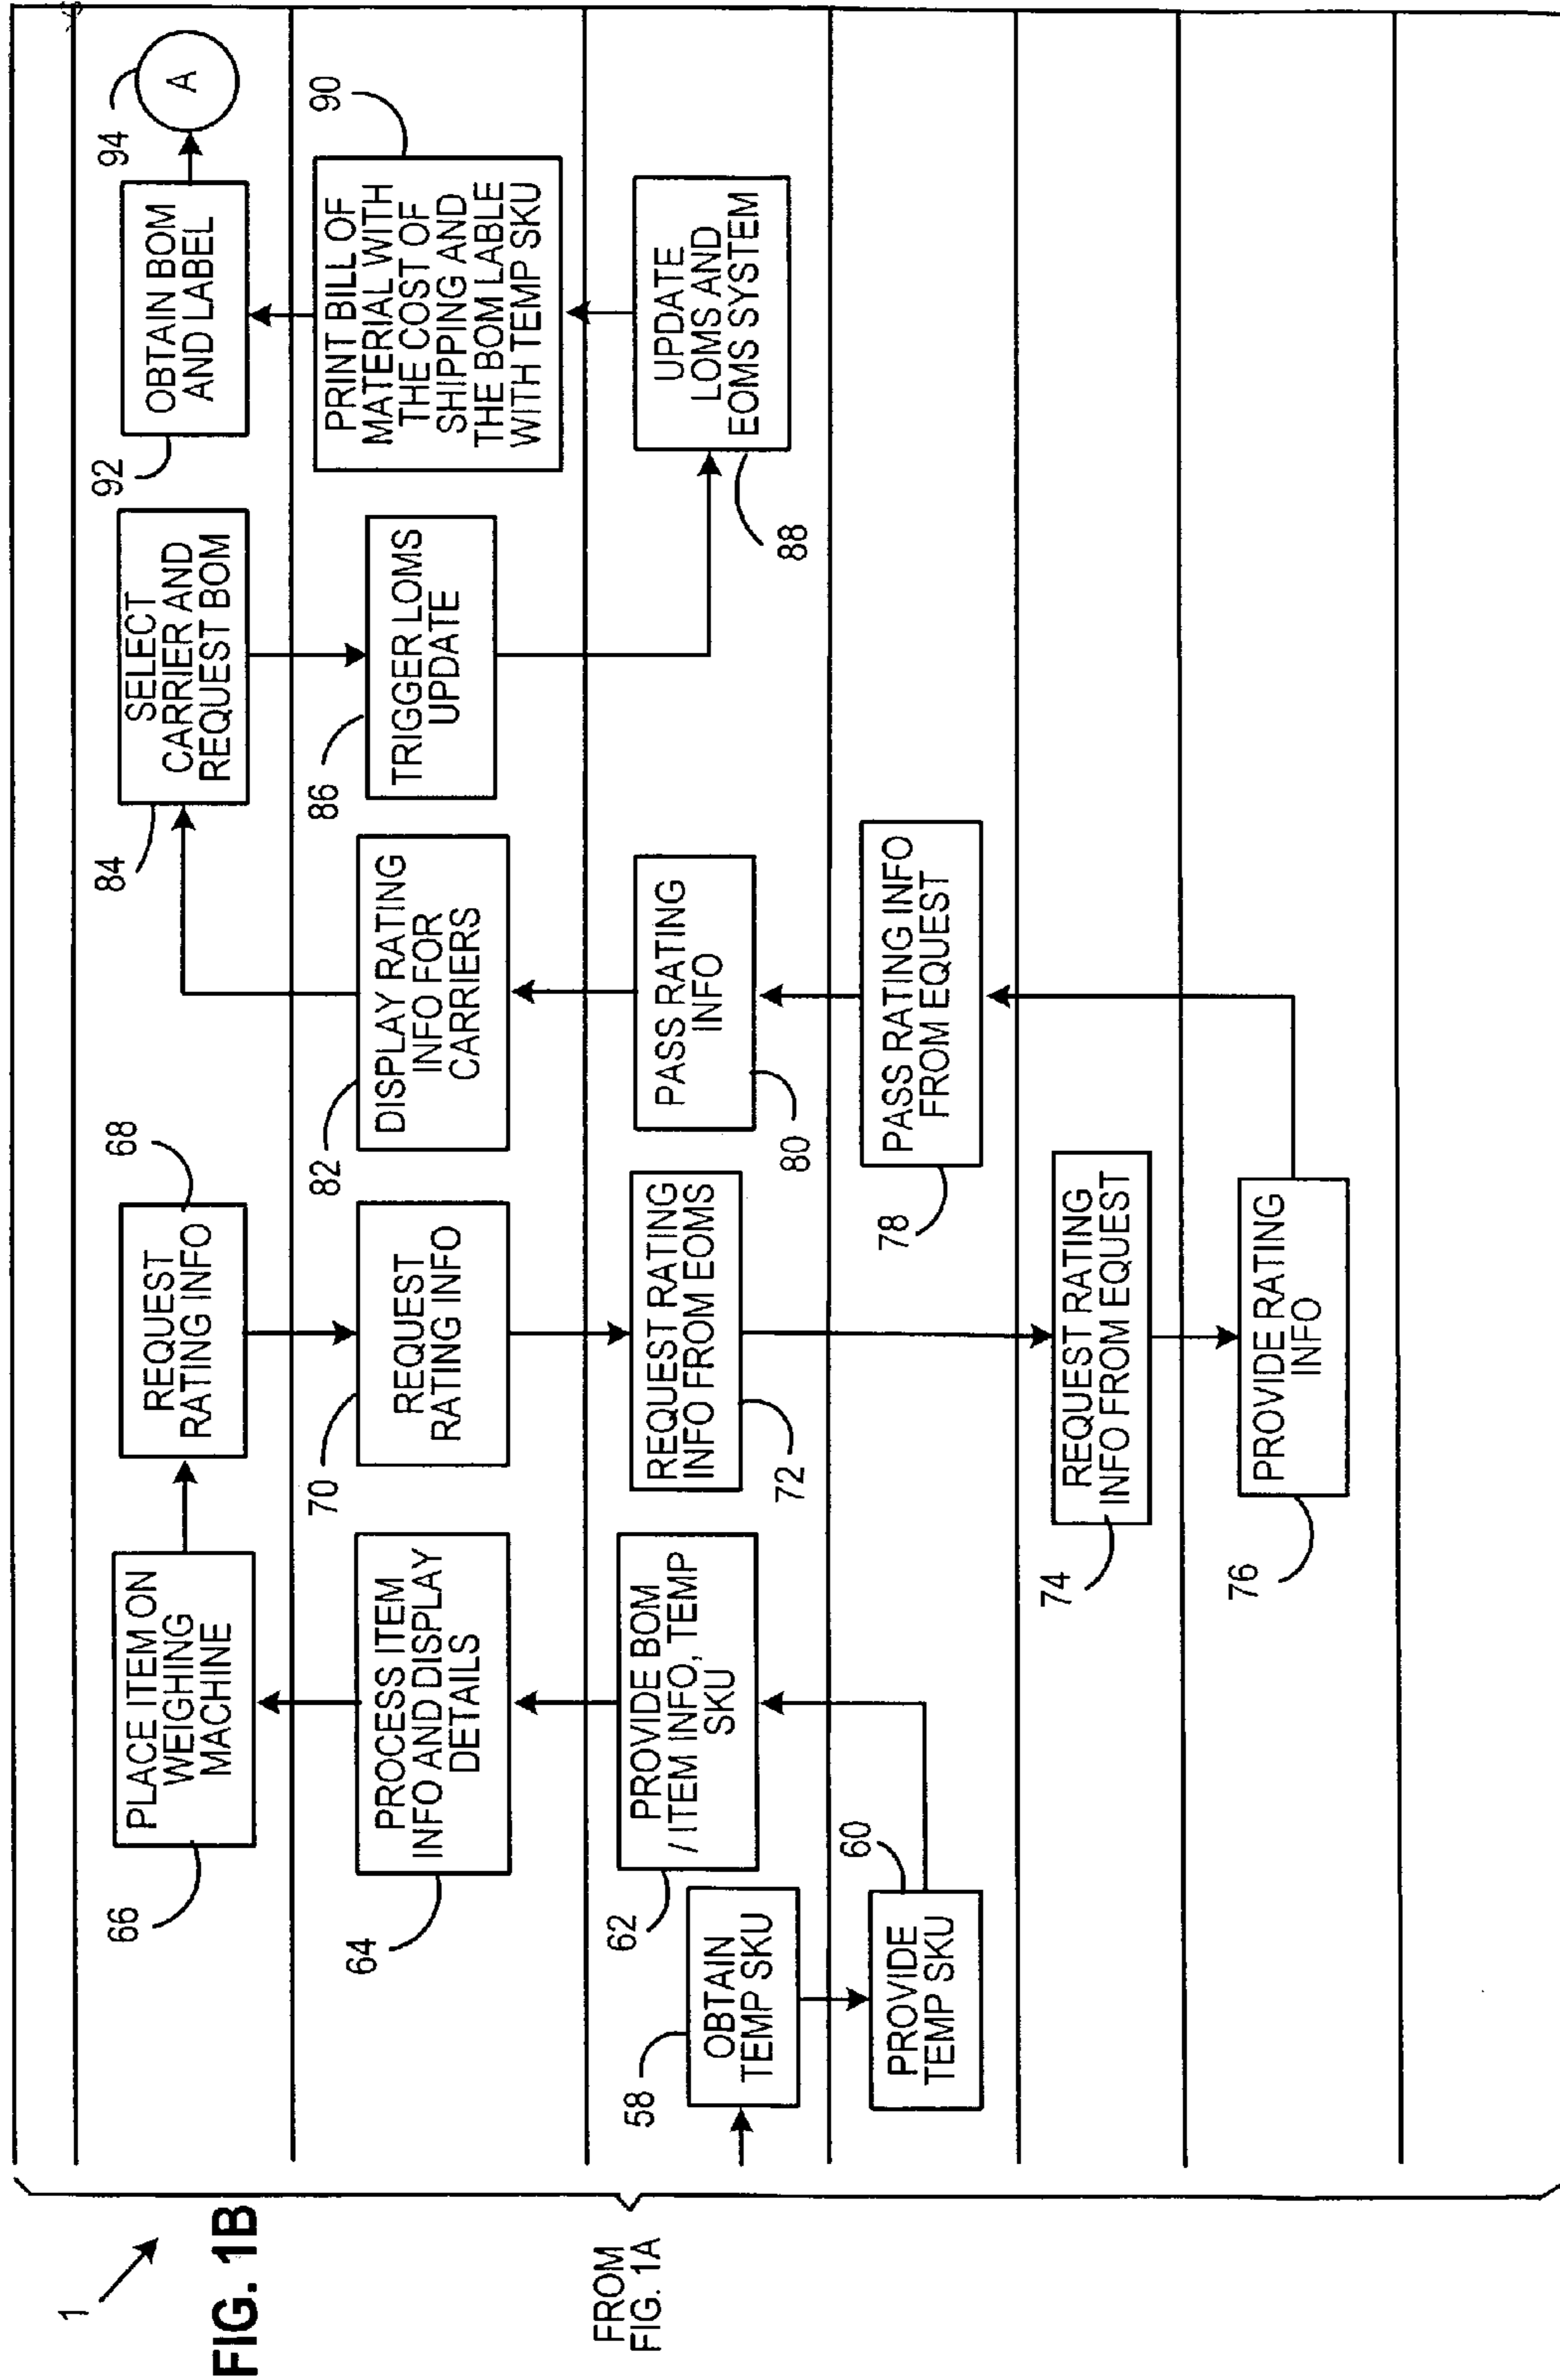 1
FIG. 1B
FROM
FIG. 1A
58
OBTAIN
TEMP SKU
60
PROVIDE
TEMP SKU
62
PROVIDE BOM
/ ITEM INFO, TEMP
SKU
64
PROCESS ITEM
INFO AND DISPLAY
DETAILS
66
PLACE ITEM ON
WEIGHING
MACHINE
68
REQUEST
RATING INFO
70
REQUEST
RATING INFO
72
REQUEST RATING
INFO FROM EOMS
74
REQUEST RATING
INFO FROM EQUEST
76
PROVIDE RATING
INFO
78
PASS RATING INFO
FROM EQUEST
80
PASS RATING
INFO
82
DISPLAY RATING
INFO FOR
CARRIERS
84
SELECT
CARRIER AND
REQUEST BOM
86
TRIGGER LOMS
UPDATE
88
UPDATE
LOMS AND
EOMS SYSTEM
90
PRINT BILL OF
MATERIAL WITH
THE COST OF
SHIPPING AND
THE BOM LABLE
WITH TEMP SKU
92
OBTAIN BOM
AND LABEL
94
A